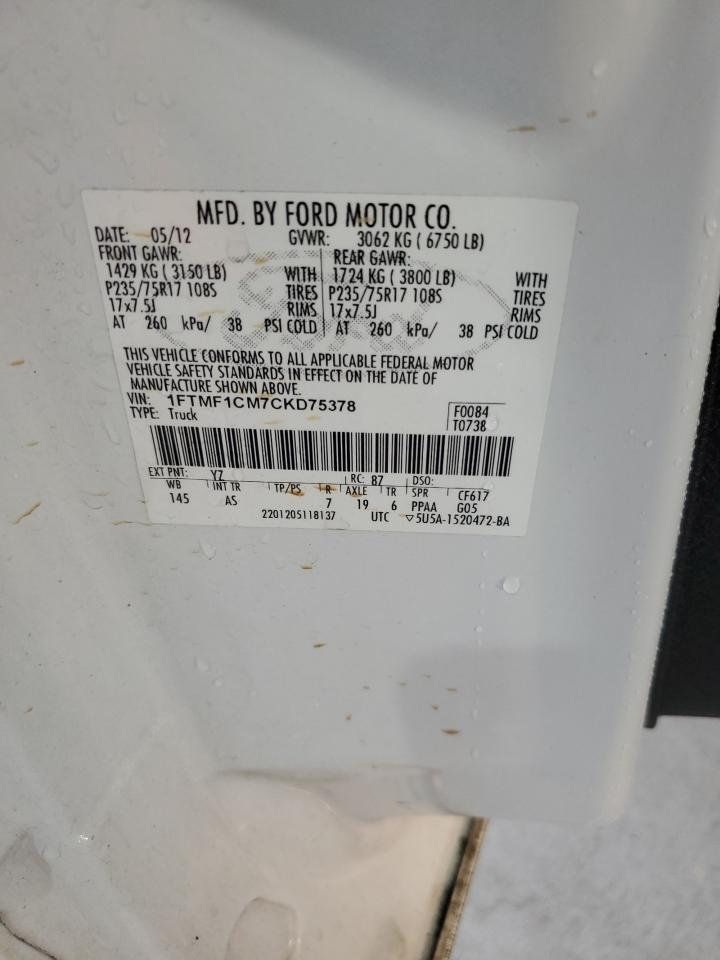 MFD. BY FORD MOTOR CO.
DATE: 05/12 GVWR: 3062 KG ( 6750 LB)
FRONT GAWR: REAR GAWR:
1429 KG ( 3150 LB) WITH 1724 KG ( 3800 LB) WITH
P235/75R17 108S TIRES P235/75R17 108S TIRES
17x7.5J RIMS 17x7.5J RIMS
AT 260 kPa/ 38 PSI COLD AT 260 kPa/ 38 PSI COLD
Ford
THIS VEHICLE CONFORMS TO ALL APPLICABLE FEDERAL MOTOR
VEHICLE SAFETY STANDARDS IN EFFECT ON THE DATE OF
MANUFACTURE SHOWN ABOVE.
VIN: 1FTMF1CM7CKD75378
TYPE: Truck
F0084
T0738
EXT PNT: YZ RC: 87 DSO:
WB INT TR TP/PS R AXLE TR SPR CF617
145 AS 7 19 6 PPAA G05
2201205118137 UTC ▽5U5A-1520472-BA